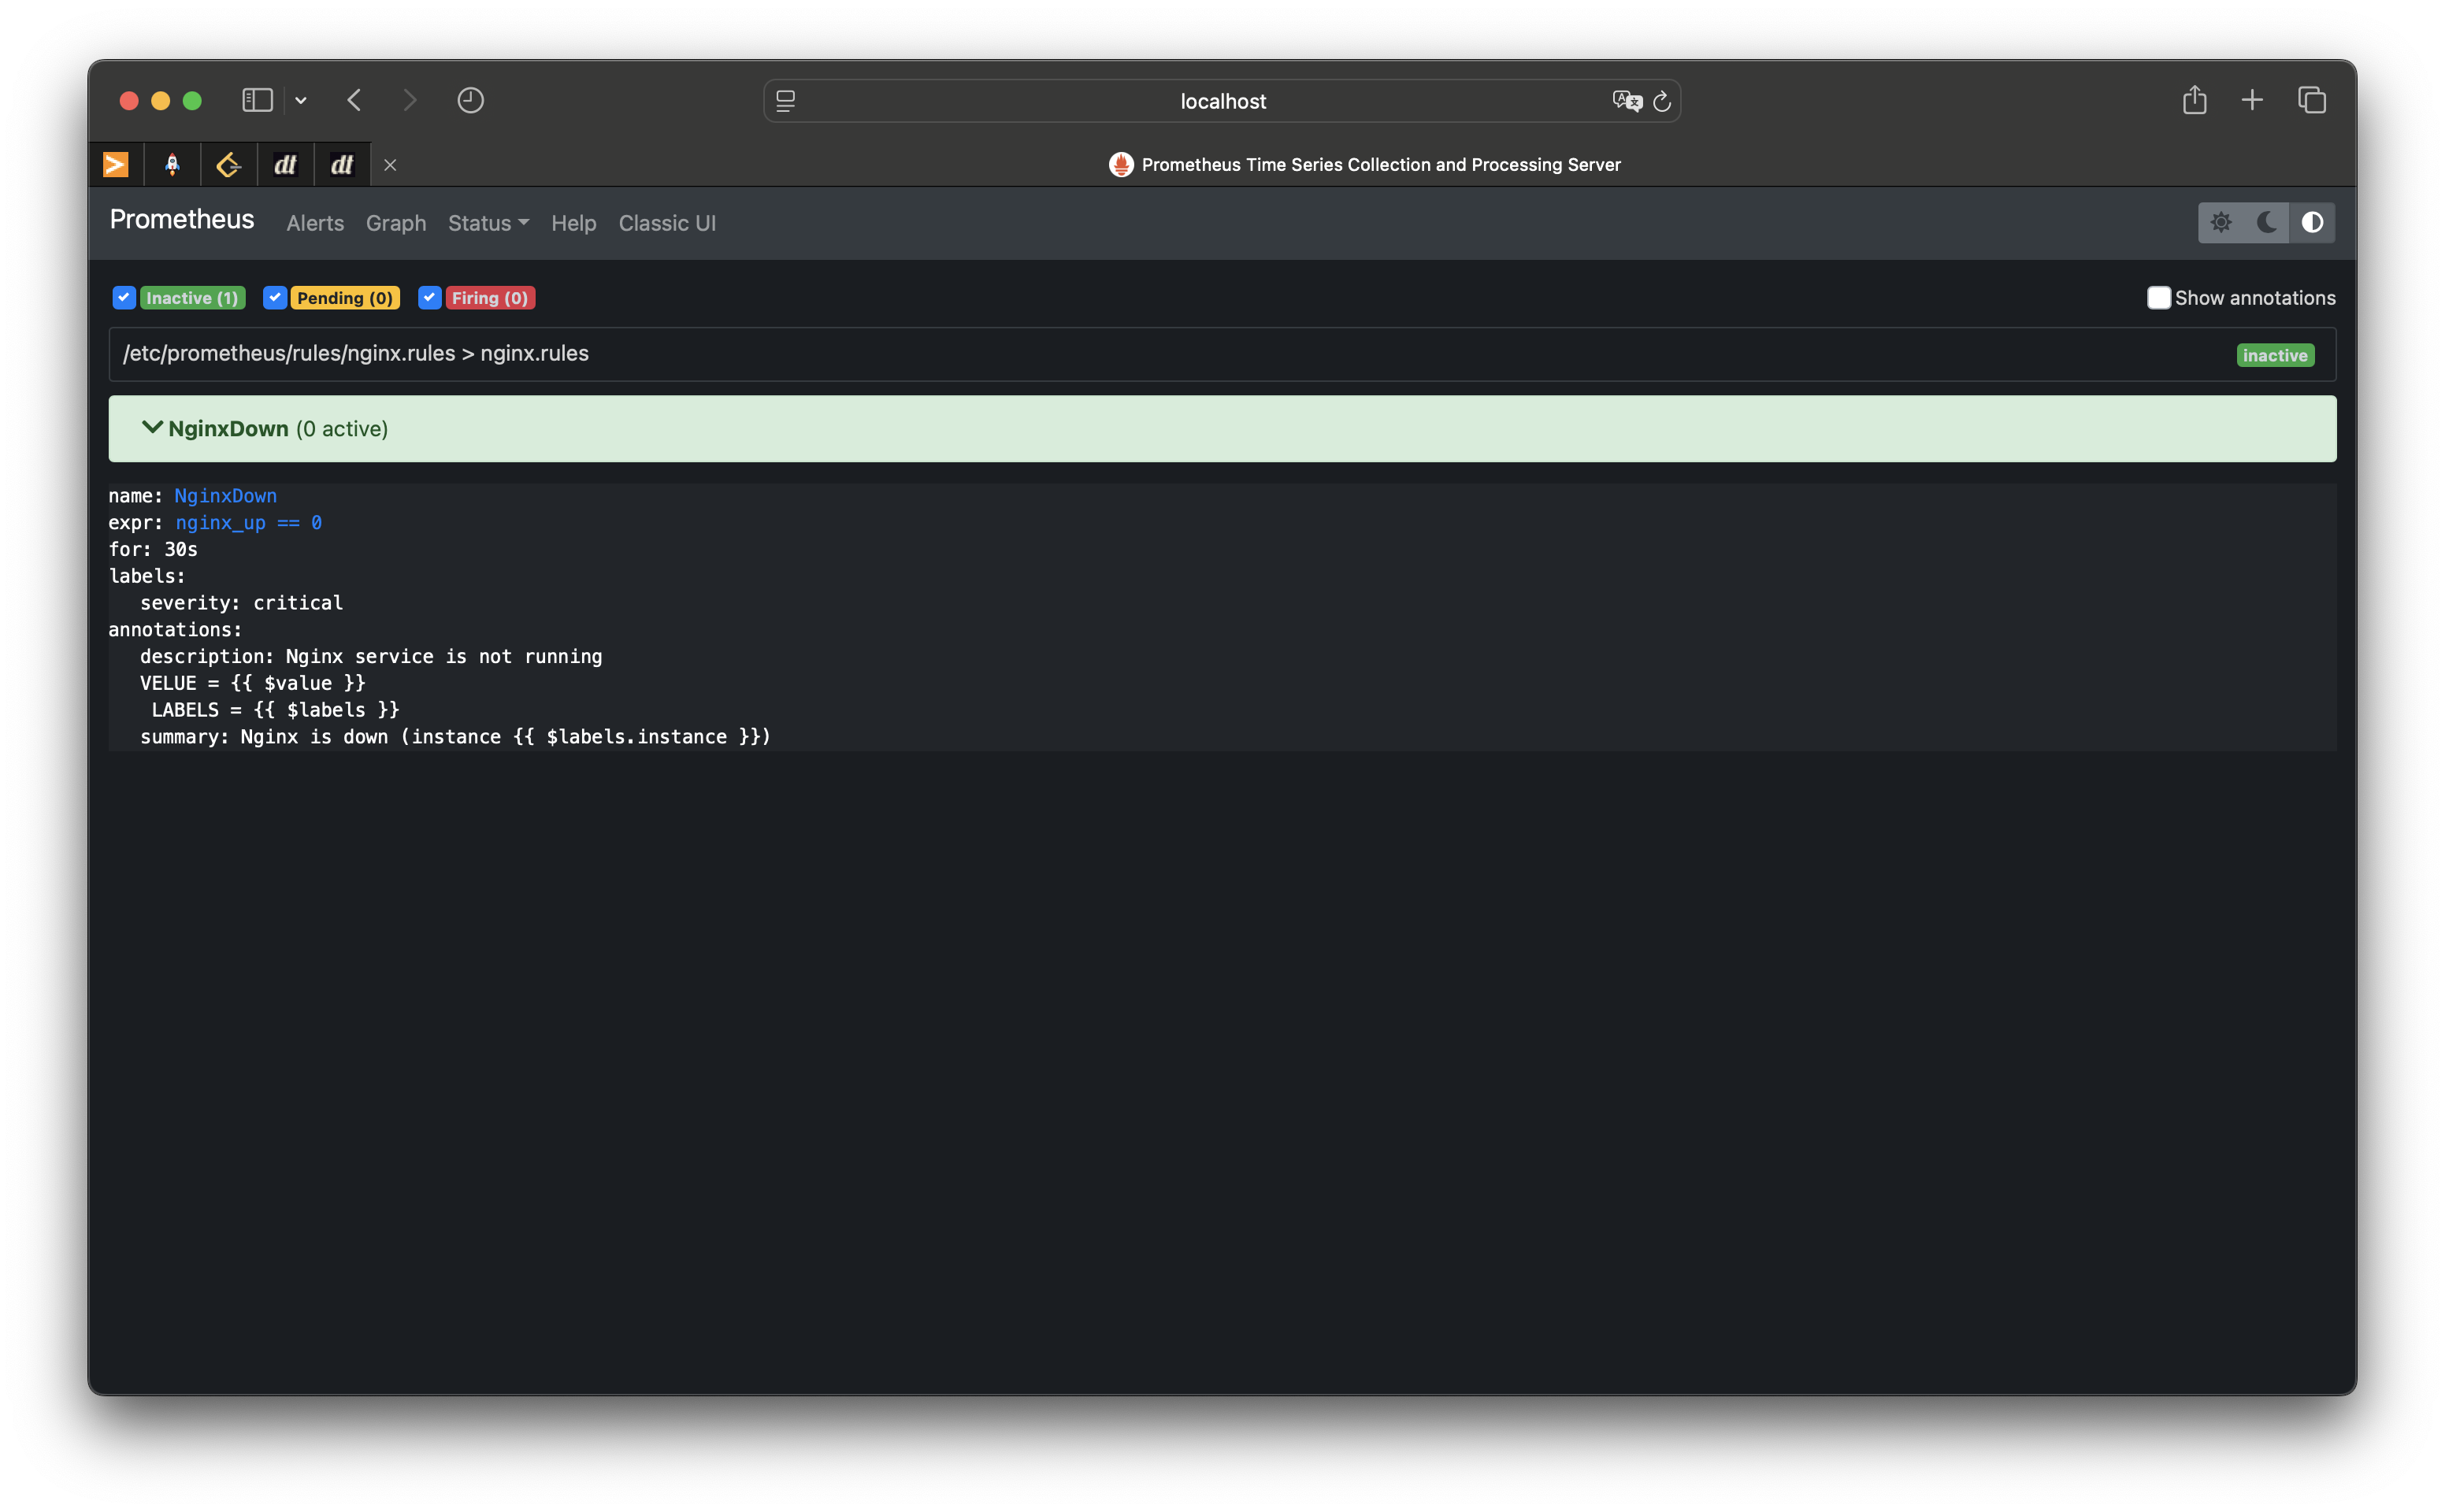 localhost
dt
dt
Prometheus Time Series Collection and Processing Server
Prometheus Alerts Graph Status Help Classic UI
Inactive (1) Pending (0) Firing (0) Show annotations
/etc/prometheus/rules/nginx.rules > nginx.rules inactive
NginxDown (0 active)
name: NginxDown
expr: nginx_up == 0
for: 30s
labels:
severity: critical
annotations:
description: Nginx service is not running
VELUE = {{ $value }}
LABELS = {{ $labels }}
summary: Nginx is down (instance {{ $labels.instance }})